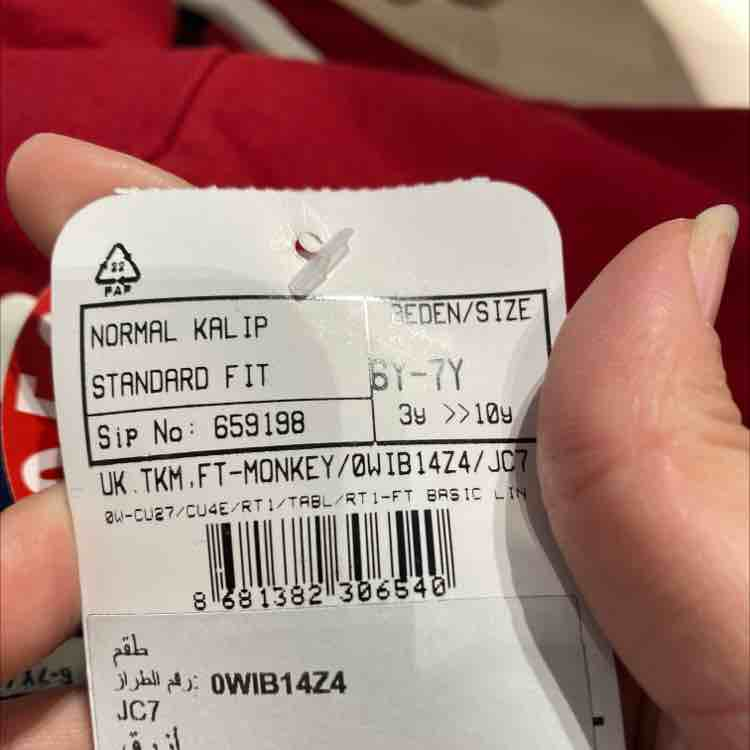 22
PAP
NORMAL KALIP
STANDARD FIT
BEDEN/SIZE
6Y-7Y
3y >>10y
Sip No: 659198
UK.TKM.FT-MONKEY/0WIB14Z4/JC7
0W-CU27/CU4E/RT1/TABL/RT1-FT BASIC LIN
8 681382 306540
طقم
رقم الطراز: 0WIB14Z4
JC7
أزرق